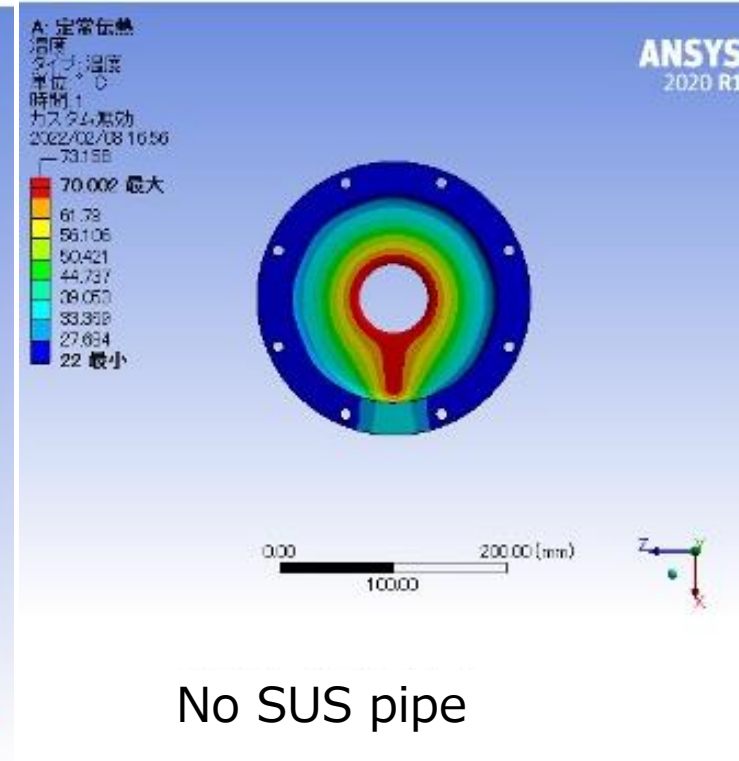 A: 定常伝熱
温度
タイプ: 温度
単位: °C
時間: 1
カスタム 無効
2022/02/08 16:56
73.156
70.002 最大
61.79
56.106
50.421
44.737
39.053
33.369
27.684
22 最小
ANSYS
2020 R1
0.00
200.00 (mm)
100.00
Z
Y
X
No SUS pipe